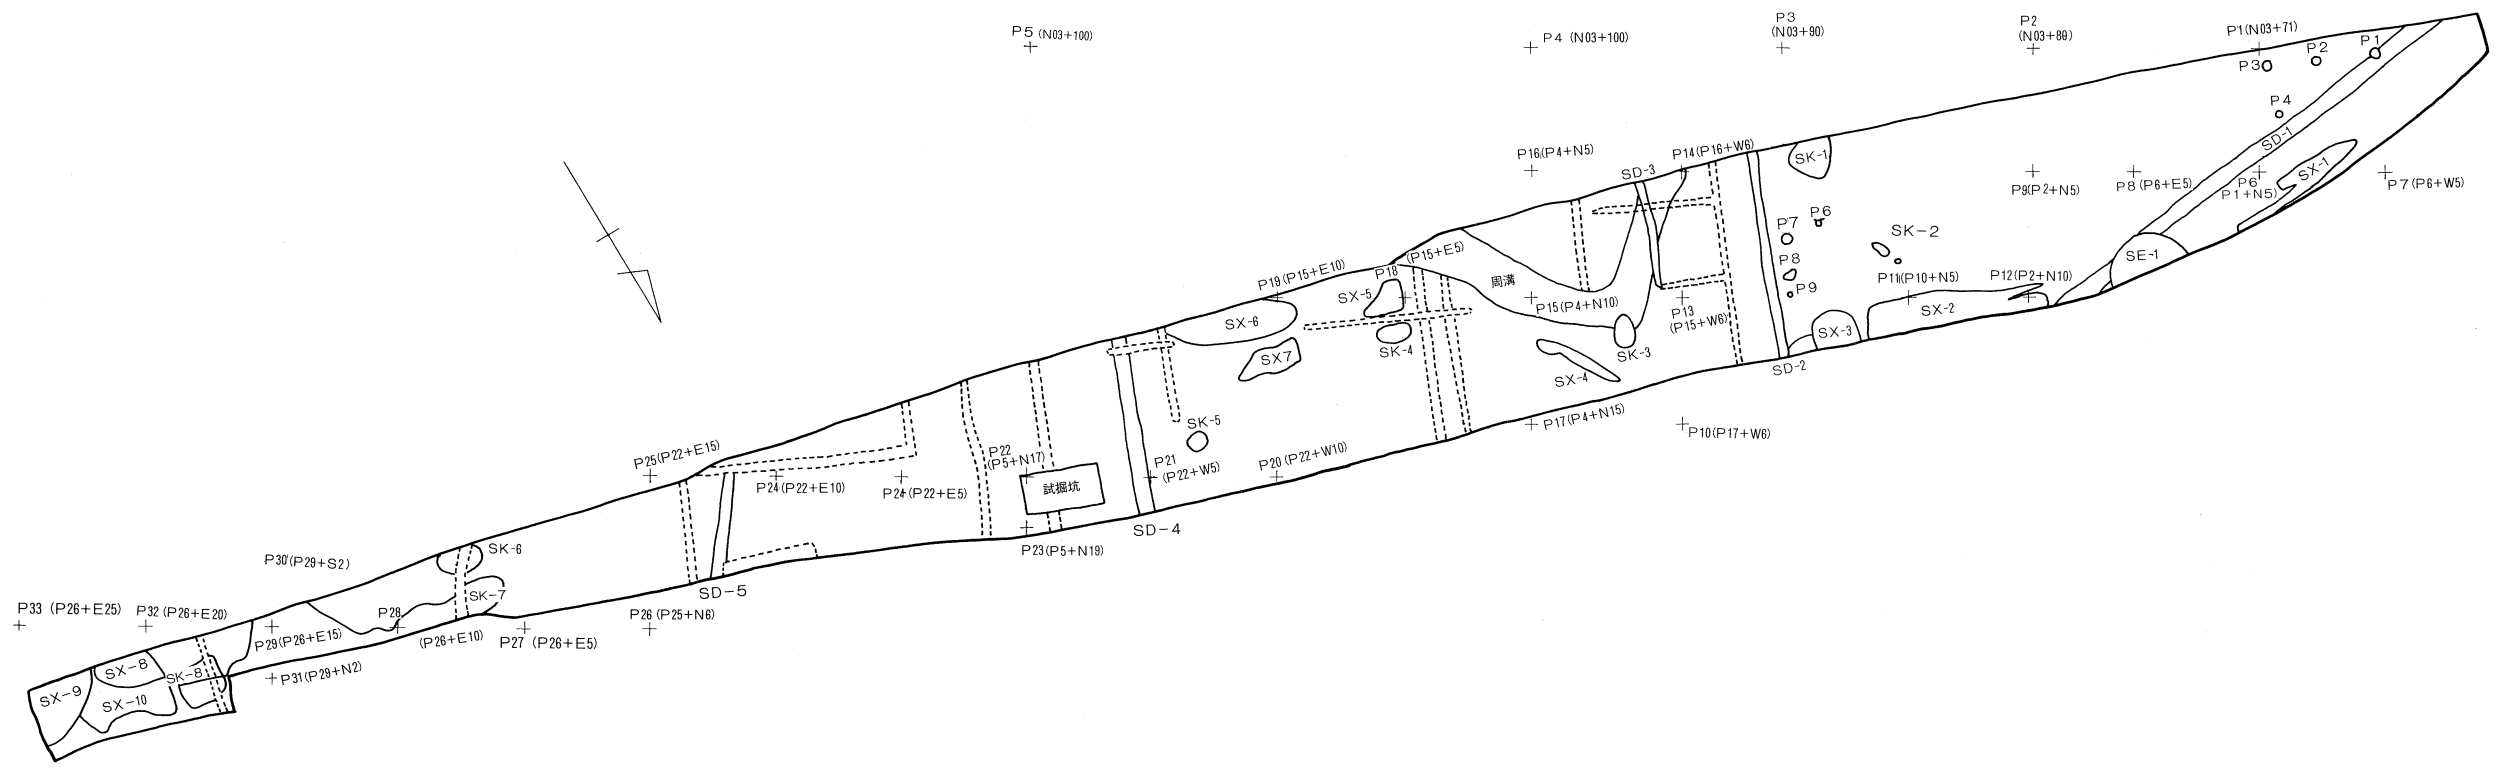 P5 (N03+100)
P4 (N03+100)
P3
(N03+90)
P2
(N03+80)
P1(N03+71)
P1
P2
P3
P4
SD-1
SX-1
P16(P4+N5)
SD-3
P14(P16+W6)
SK-1
P9(P2+N5)
P8(P6+E5)
P6
P1+N5)
P7(P6+W5)
P7
P6
SK-2
P8
P9
SE-1
P11(P10+N5)
P12(P2+N10)
SX-2
SX-3
SD-2
P19(P15+E10)
P18
(P15+E5)
周溝
SX-5
SX-6
SX7
SK-4
P15(P4+N10)
P13
(P15+W6)
SK-3
SX-4
P17(P4+N15)
P10(P17+W6)
SK-5
P25(P22+E15)
P22
(P5+N17)
P21
(P22+W5)
P20(P22+W10)
P24(P22+E10)
P24(P22+E5)
試掘坑
SD-4
P23(P5+N19)
P30(P29+S2)
SK-6
SK-7
SD-5
P33 (P26+E25)
P32(P26+E20)
P28
(P26+E10)
P26(P25+N6)
P27 (P26+E5)
P29(P26+E15)
P31(P29+N2)
SX-8
SK-8
SX-9
SX-10